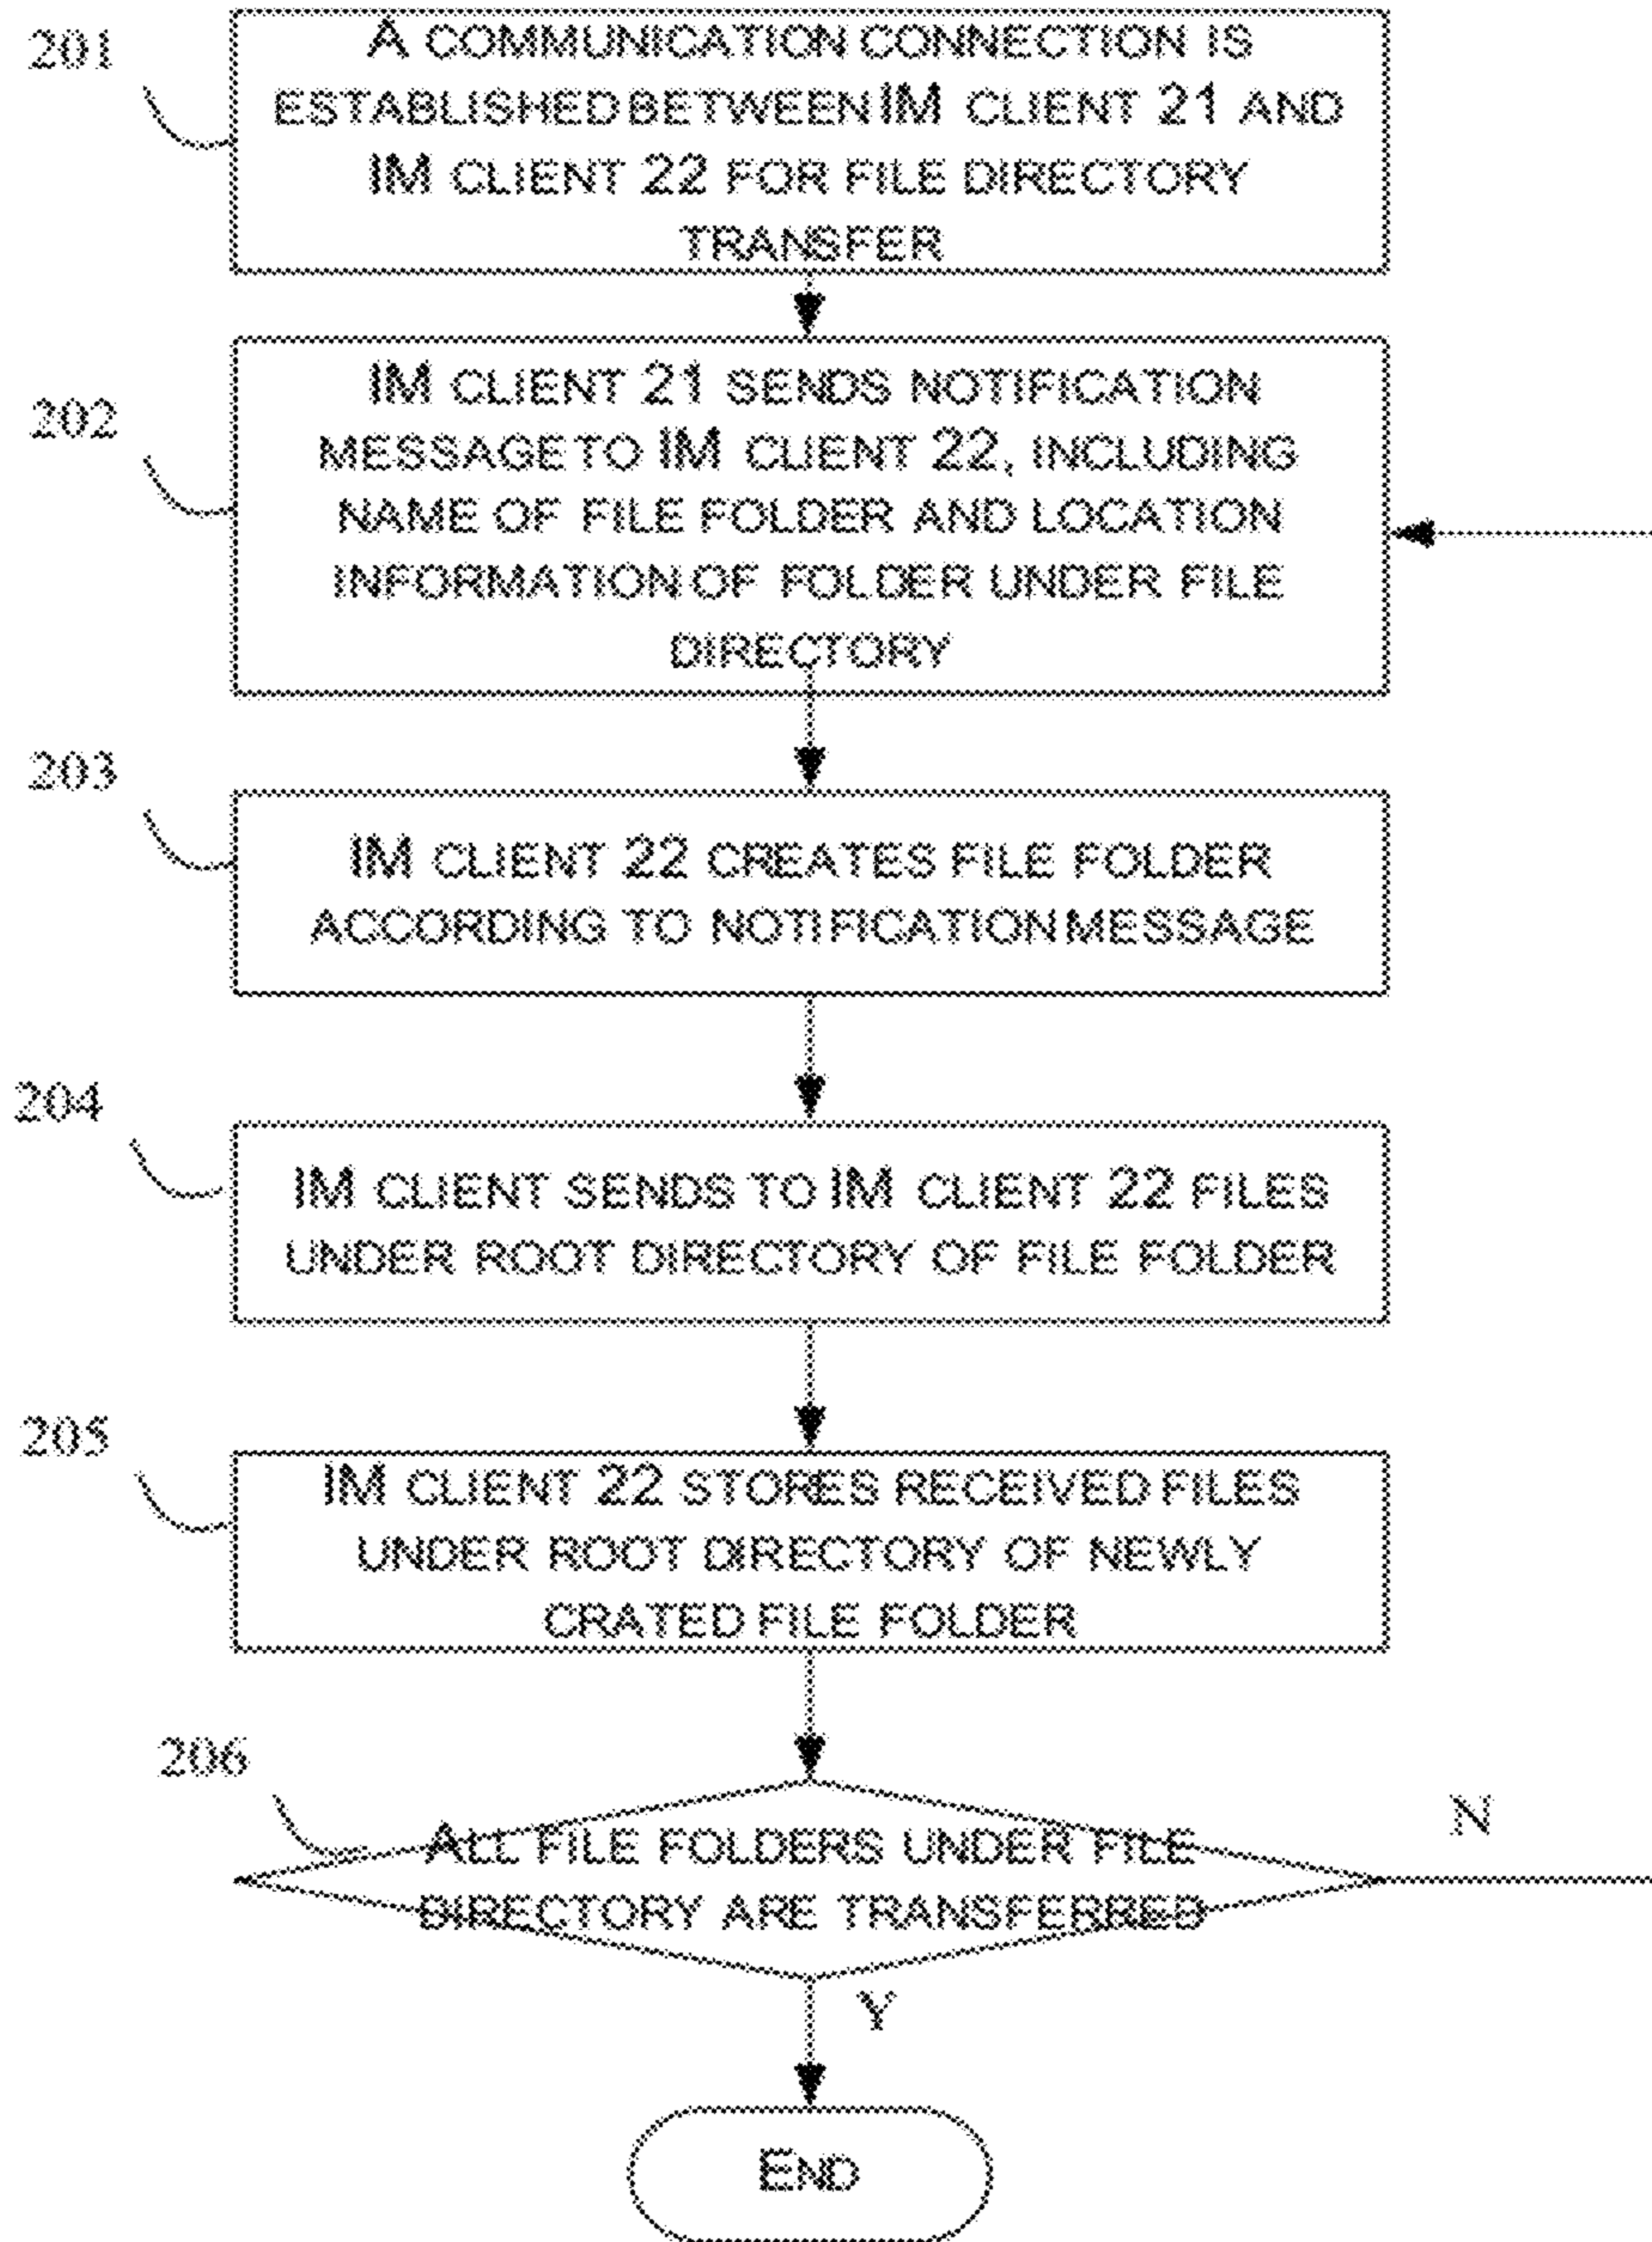 201
A COMMUNICATION CONNECTION IS
ESTABLISHED BETWEEN IM CLIENT 21 AND
IM CLIENT 22 FOR FILE DIRECTORY
TRANSFER
202
IM CLIENT 21 SENDS NOTIFICATION
MESSAGE TO IM CLIENT 22, INCLUDING
NAME OF FILE FOLDER AND LOCATION
INFORMATION OF FOLDER UNDER FILE
DIRECTORY
203
IM CLIENT 22 CREATES FILE FOLDER
ACCORDING TO NOTIFICATION MESSAGE
204
IM CLIENT SENDS TO IM CLIENT 22 FILES
UNDER ROOT DIRECTORY OF FILE FOLDER
205
IM CLIENT 22 STORES RECEIVED FILES
UNDER ROOT DIRECTORY OF NEWLY
CRATED FILE FOLDER
206
ALL FILE FOLDERS UNDER FILE
DIRECTORY ARE TRANSFERRED
N
Y
END